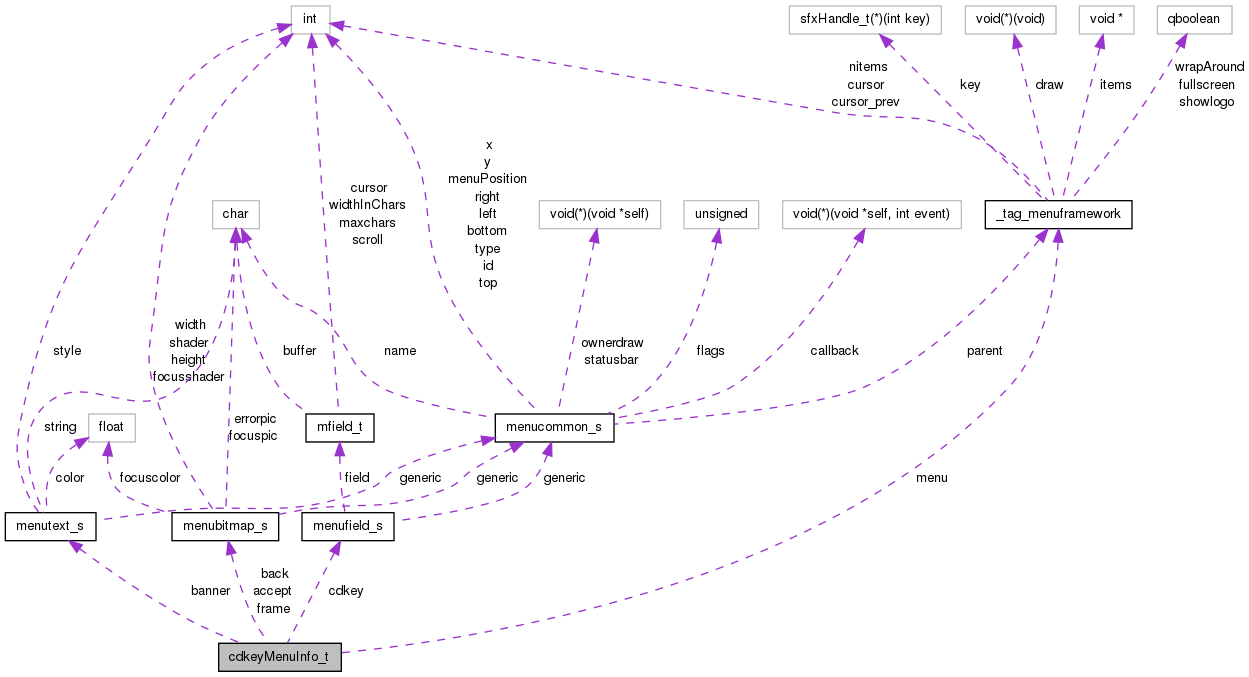 int
sfxHandle_t(*)(int key)
void(*)(void)
void *
qboolean
nitems
cursor
cursor_prev
key
draw
items
wrapAround
fullscreen
showlogo
x
y
menuPosition
right
left
bottom
type
id
top
cursor
widthInChars
maxchars
scroll
char
void(*)(void *self)
unsigned
void(*)(void *self, int event)
_tag_menuframework
style
width
shader
height
focusshader
buffer
name
ownerdraw
statusbar
flags
callback
parent
string
float
errorpic
focuspic
mfield_t
menucommon_s
color
focuscolor
field
generic
generic
generic
menu
menutext_s
menubitmap_s
menufield_s
banner
back
accept
frame
cdkey
cdkeyMenuInfo_t